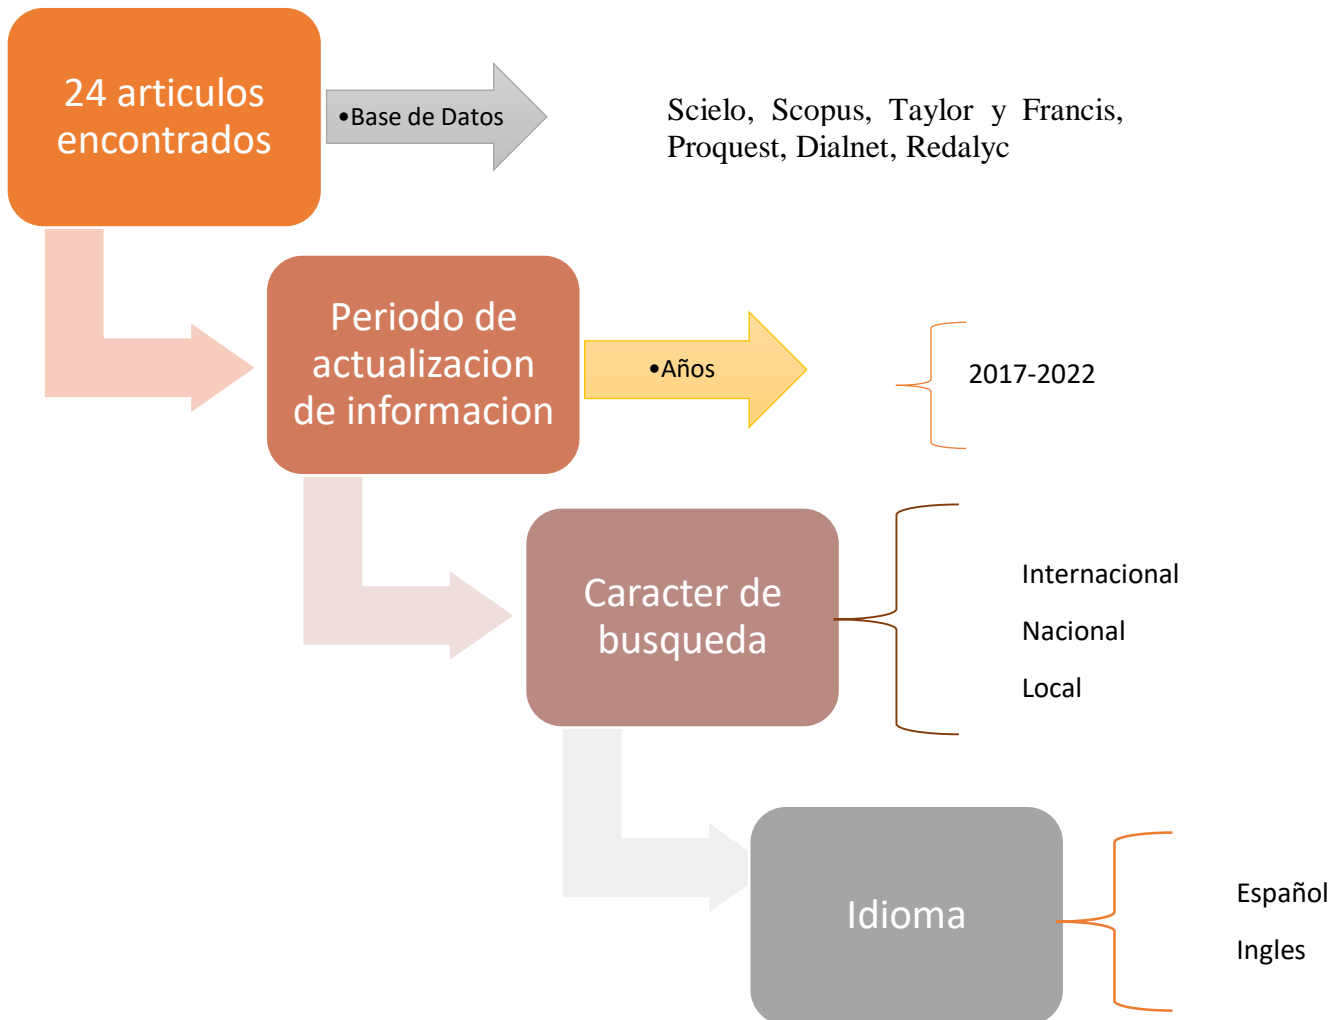 24 articulos
encontrados
•Base de Datos
Scielo, Scopus, Taylor y Francis,
Proquest, Dialnet, Redalyc
Periodo de
actualizacion
de informacion
•Años
2017-2022
Caracter de
busqueda
Internacional
Nacional
Local
Idioma
Español
Ingles